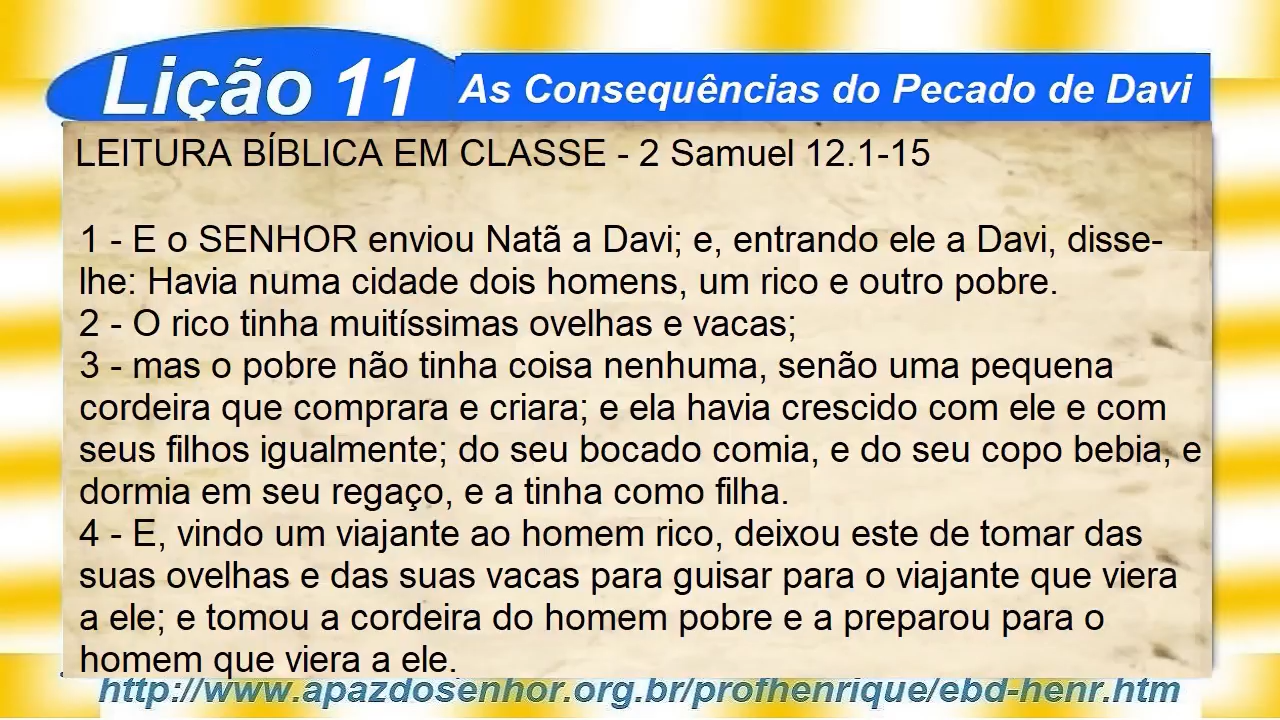 Lição 11 As Consequências do Pecado de Davi
LEITURA BÍBLICA EM CLASSE - 2 Samuel 12.1-15
1 - E o SENHOR enviou Natã a Davi; e, entrando ele a Davi, disse-
lhe: Havia numa cidade dois homens, um rico e outro pobre.
2 - O rico tinha muitíssimas ovelhas e vacas;
3 - mas o pobre não tinha coisa nenhuma, senão uma pequena
cordeira que comprara e criara; e ela havia crescido com ele e com
seus filhos igualmente; do seu bocado comia, e do seu copo bebia, e
dormia em seu regaço, e a tinha como filha.
4 - E, vindo um viajante ao homem rico, deixou este de tomar das
suas ovelhas e das suas vacas para guisar para o viajante que viera
a ele; e tomou a cordeira do homem pobre e a preparou para o
homem que viera a ele.
http://www.apazdosenhor.org.br/profhenrique/ebd-henr.htm